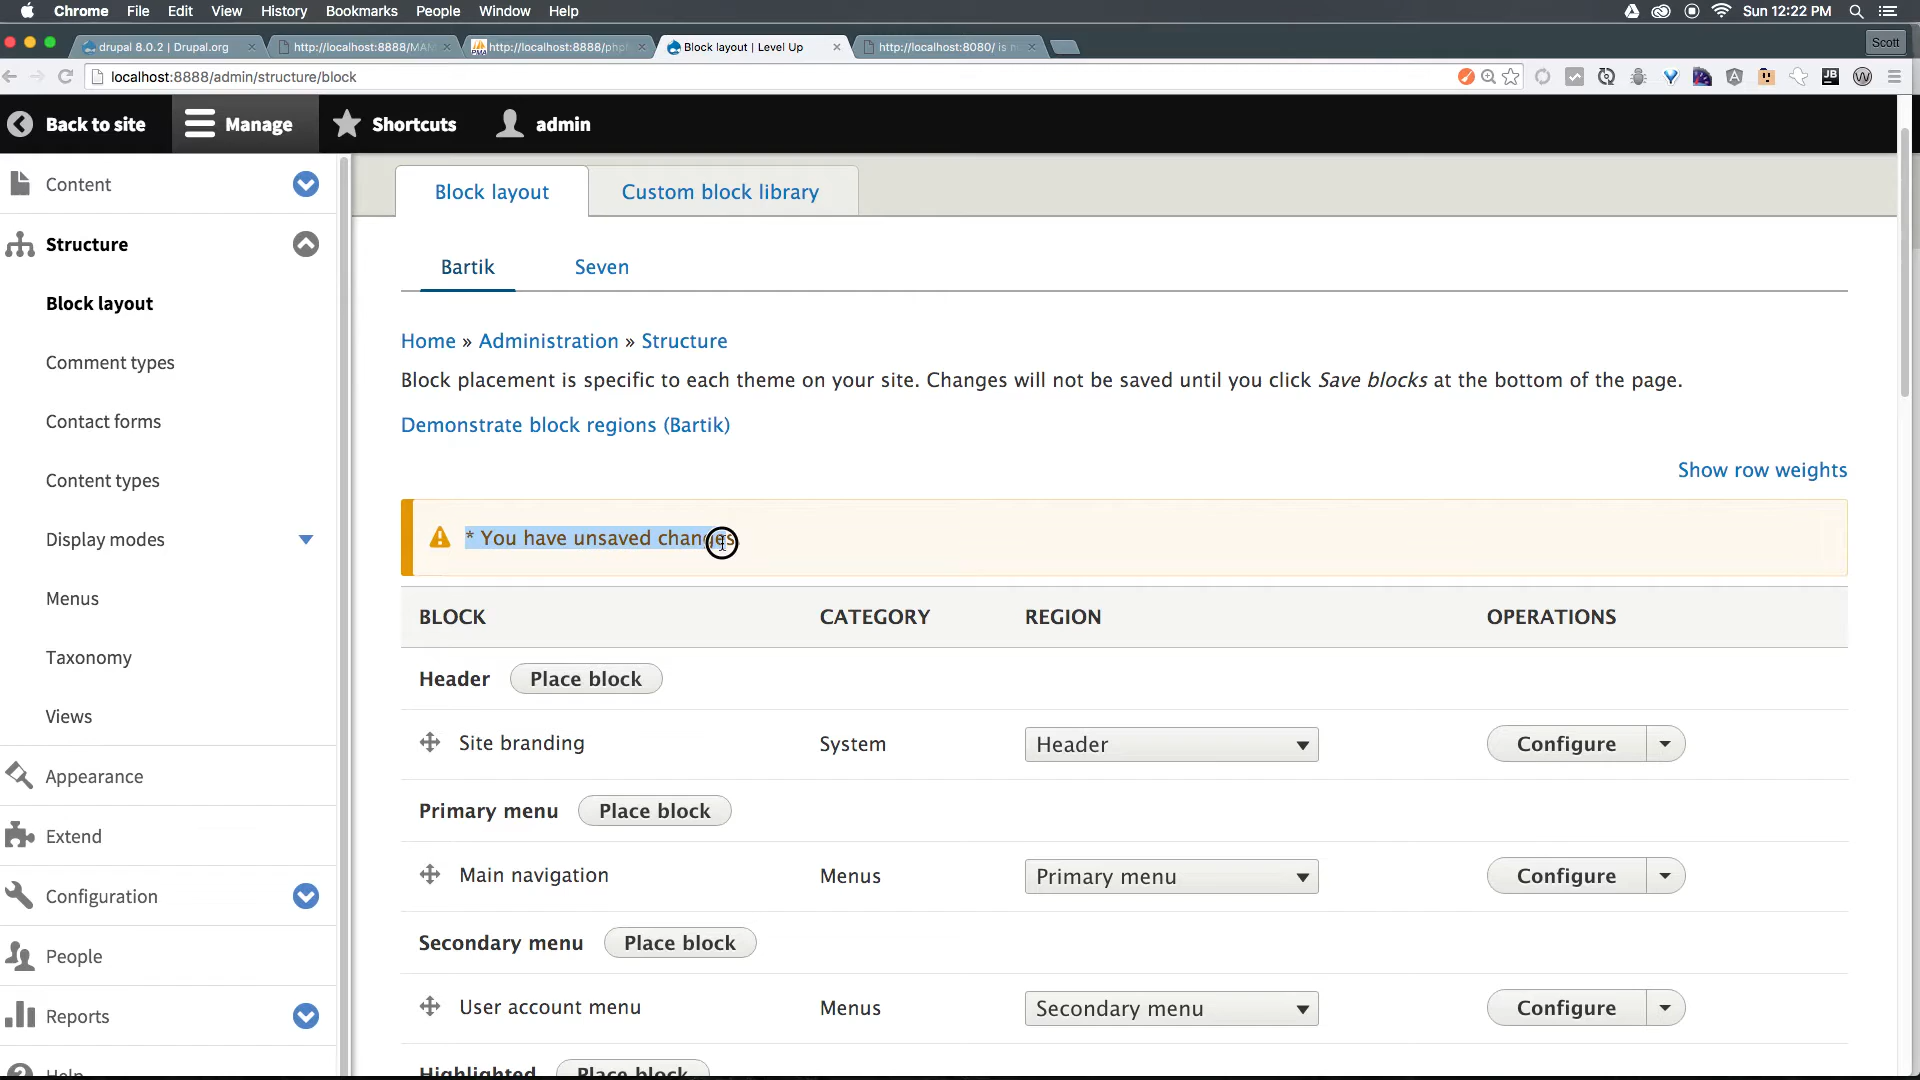 Chrome File Edit View History Bookmarks People Window Help Sun 12:22 PM
drupal 8.0.2 | Drupal.org http://localhost:8888/MAM http://localhost:8888/phpM Block layout | Level Up http://localhost:8080/ is n Scott
localhost:8888/admin/structure/block
Back to site Manage Shortcuts admin
Content
Structure
Block layout
Comment types
Contact forms
Content types
Display modes
Menus
Taxonomy
Views
Appearance
Extend
Configuration
People
Reports
Help
Block layout Custom block library
Bartik Seven
Home » Administration » Structure
Block placement is specific to each theme on your site. Changes will not be saved until you click Save blocks at the bottom of the page.
Demonstrate block regions (Bartik)
Show row weights
* You have unsaved changes.
BLOCK CATEGORY REGION OPERATIONS
Header Place block
Site branding System Header Configure
Primary menu Place block
Main navigation Menus Primary menu Configure
Secondary menu Place block
User account menu Menus Secondary menu Configure
Highlighted Place block